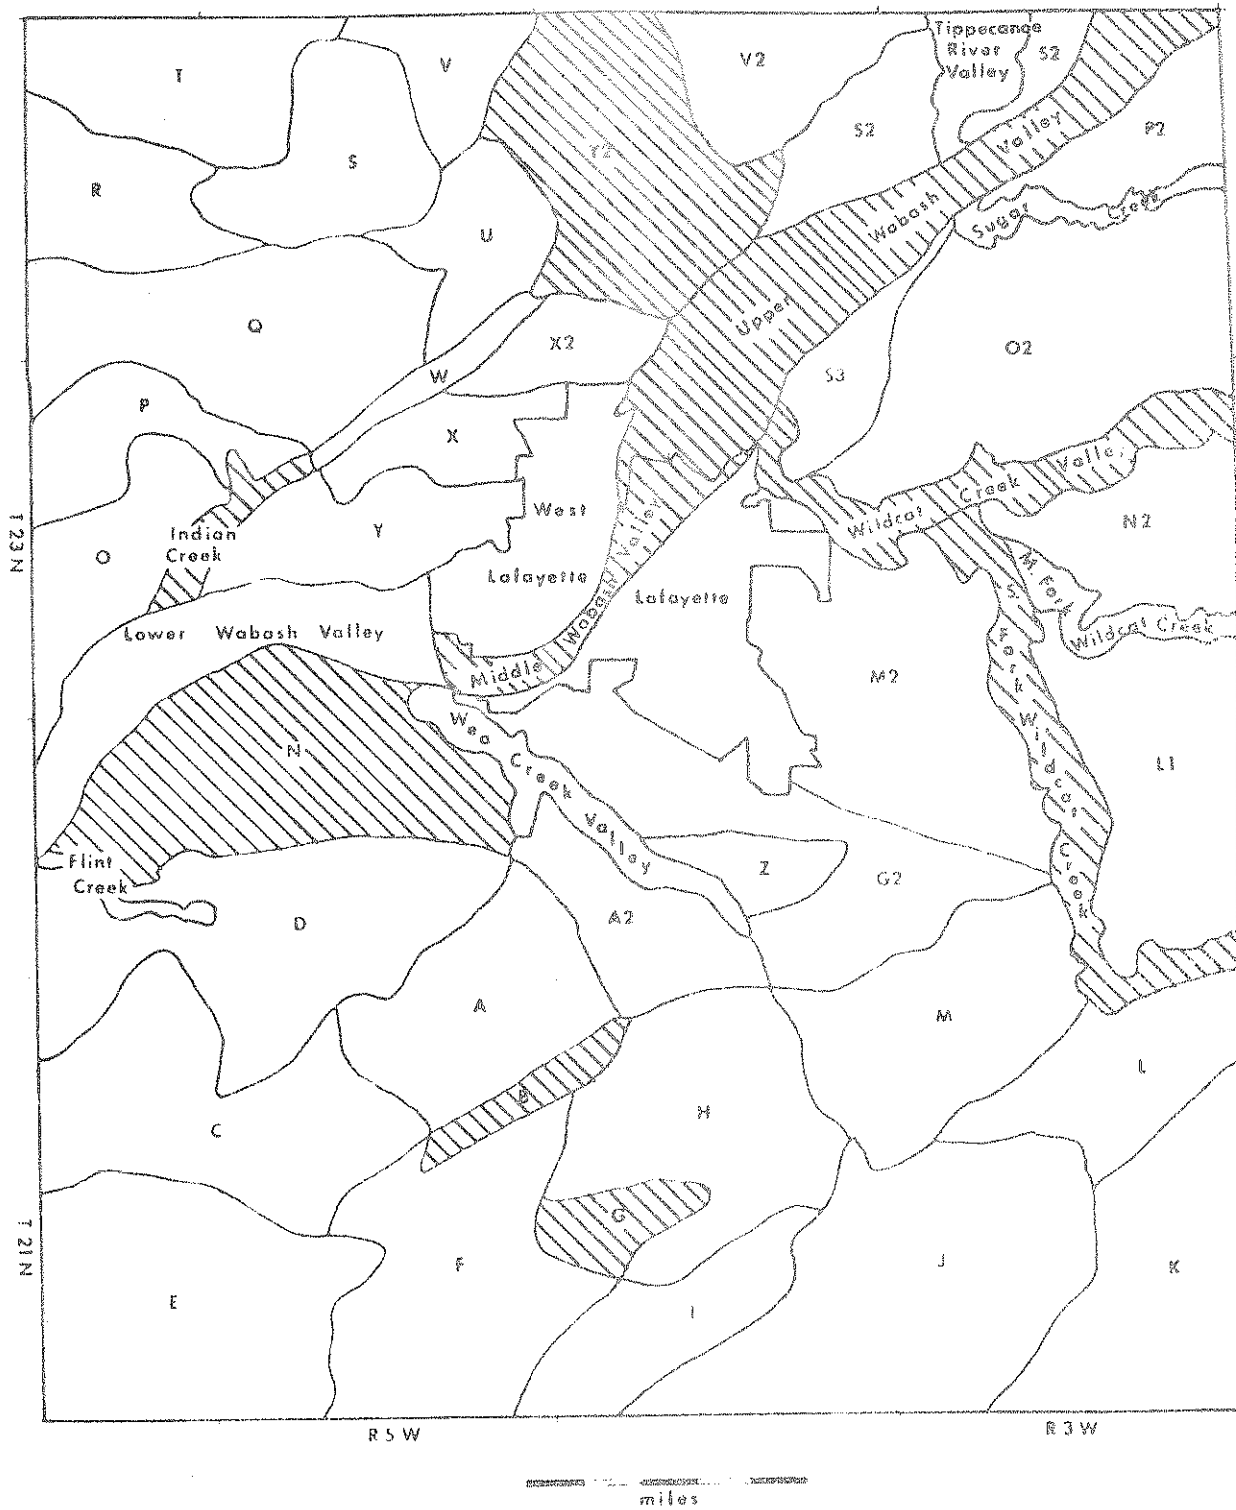 Tippecanoe
River
Valley
S2
V
V2
T
S2
P2
Valley
S
Y2
R
Wabash
Sugar Creek
U
Upper
Q
X2
O2
W
S3
P
X
Valley
Creek
West
Wildcat
N2
Y
T 23 N
Indian
Creek
O
Lafayette
Valley
Lafayette
M. Fork
S.
Wildcat Creek
Lower Wabash Valley
Wabash
Fork
Middle
M2
Wea
N
Wildcat
Creek
L1
Valley
Creek
Flint
Creek
Z
G2
A2
D
A
M
L
B
H
C
G
T 21 N
F
J
K
E
I
R 5 W
R 3 W
miles